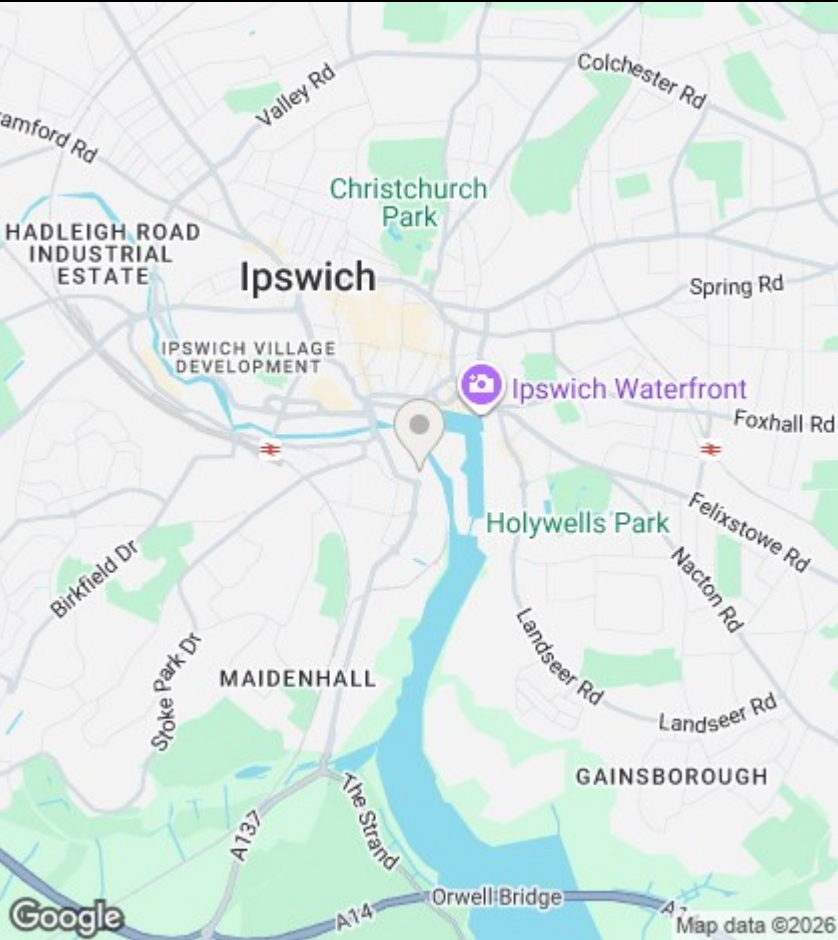 Colchester Rd
Valley Rd
amford Rd
Christchurch
Park
HADLEIGH ROAD
INDUSTRIAL
ESTATE
Ipswich
Spring Rd
IPSWICH VILLAGE
DEVELOPMENT
Ipswich Waterfront
Foxhall Rd
Holywells Park
Felixstowe Rd
Birkfield Dr
Nacton Rd
Stoke Park Dr
Landseer Rd
MAIDENHALL
Landseer Rd
GAINSBOROUGH
A137
The Strand
Orwell Bridge
A14
Google
Map data ©2026